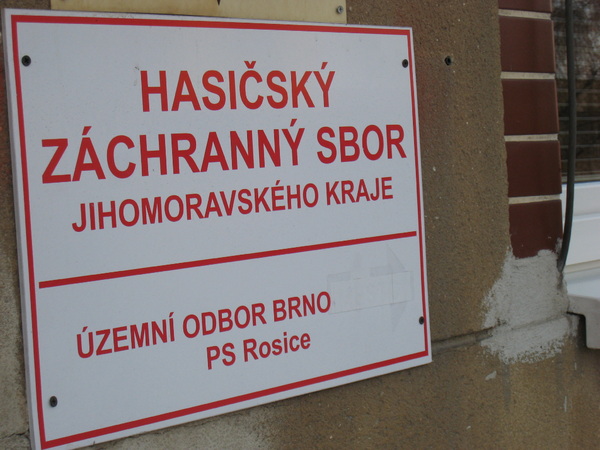 HASIČSKÝ
ZÁCHRANNÝ SBOR
JIHOMORAVSKÉHO KRAJE
ÚZEMNÍ ODBOR BRNO
PS Rosice